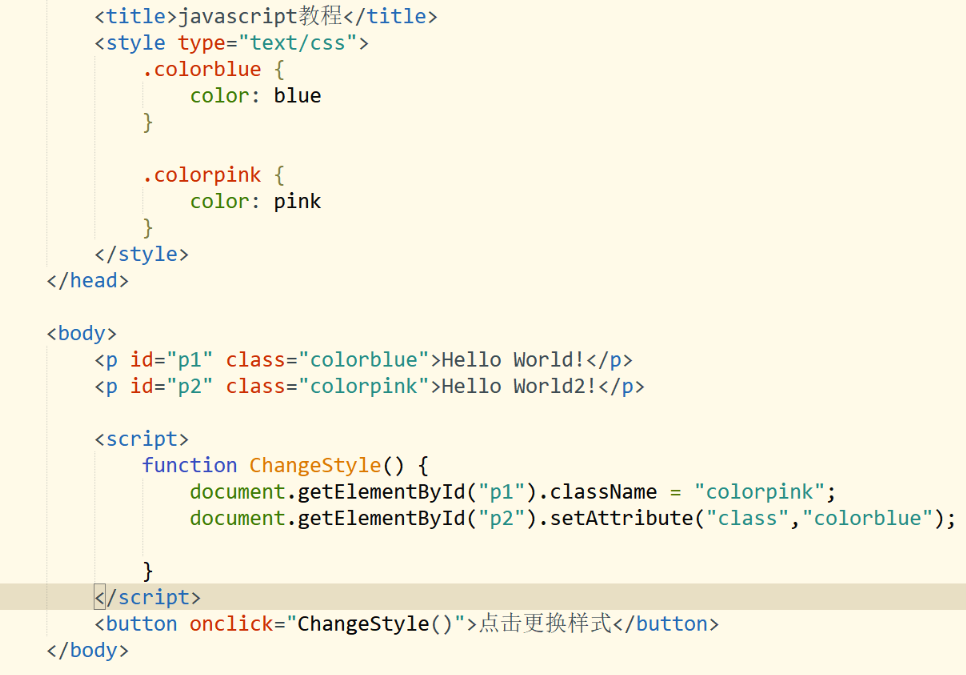 <title>javascript教程</title>
<style type="text/css">
.colorblue {
color: blue
}
.colorpink {
color: pink
}
</style>
</head>
<body>
<p id="p1" class="colorblue">Hello World!</p>
<p id="p2" class="colorpink">Hello World2!</p>
<script>
function ChangeStyle() {
document.getElementById("p1").className = "colorpink";
document.getElementById("p2").setAttribute("class","colorblue");
}
</script>
<button onclick="ChangeStyle()">点击更换样式</button>
</body>